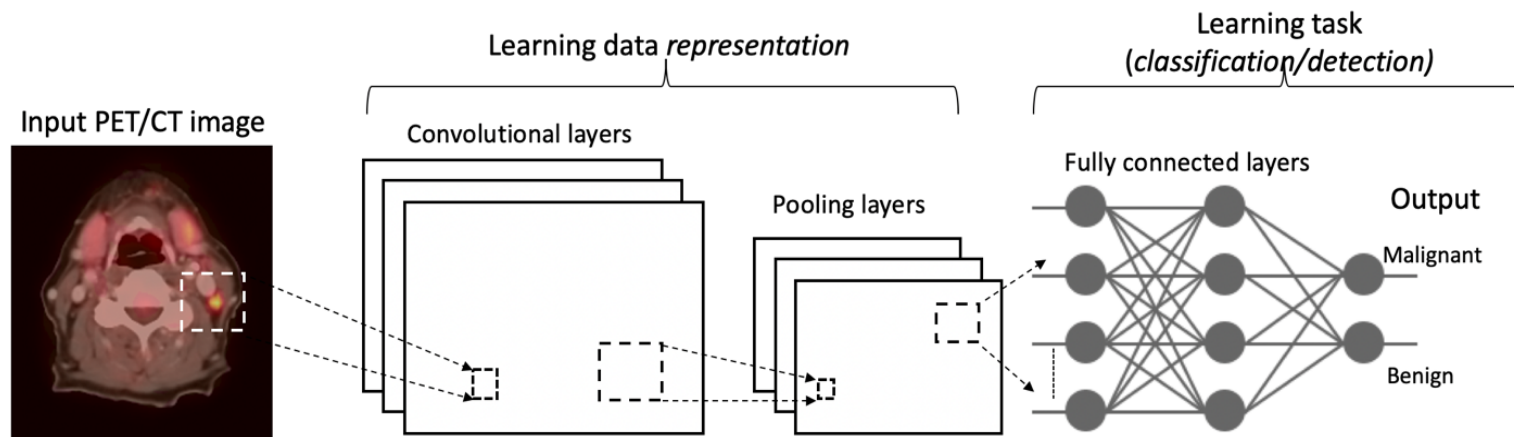 Learning data representation
Learning task
(classification/detection)
Input PET/CT image
Convolutional layers
Pooling layers
Fully connected layers
Output
Malignant
Benign